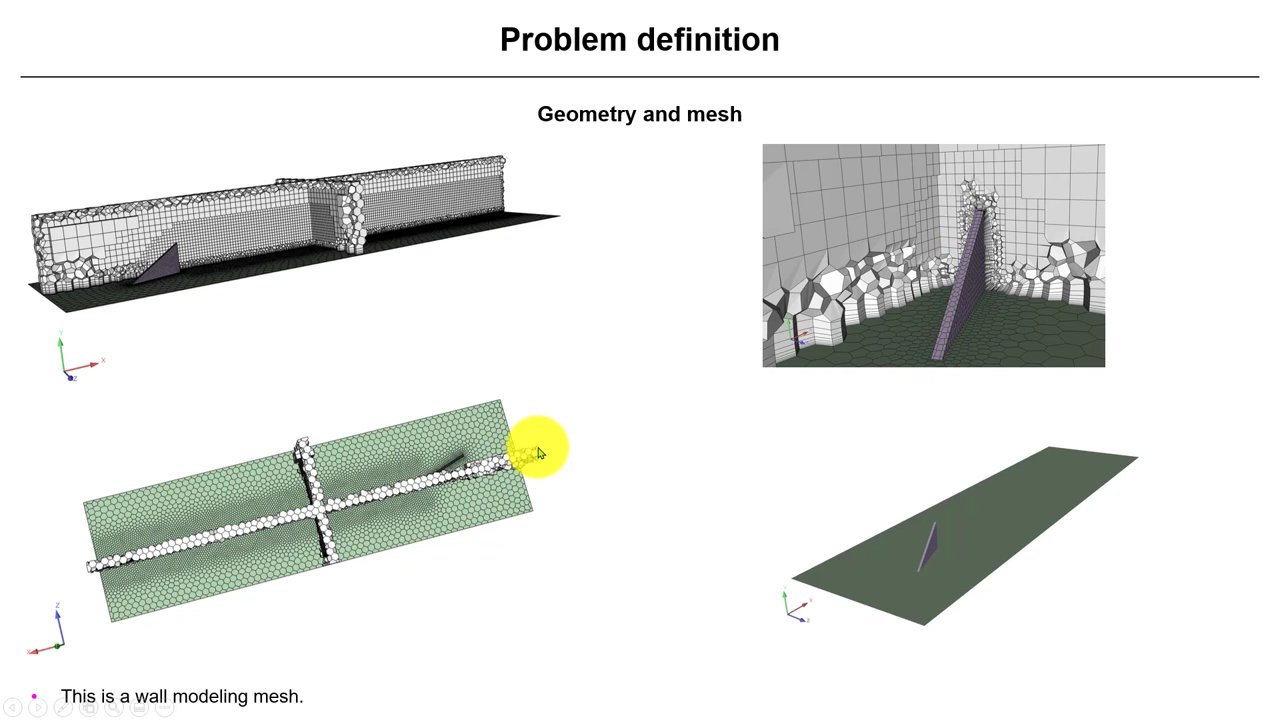 Problem definition
Geometry and mesh
Y
X
Z
Z
X
Y
X
Z
This is a wall modeling mesh.